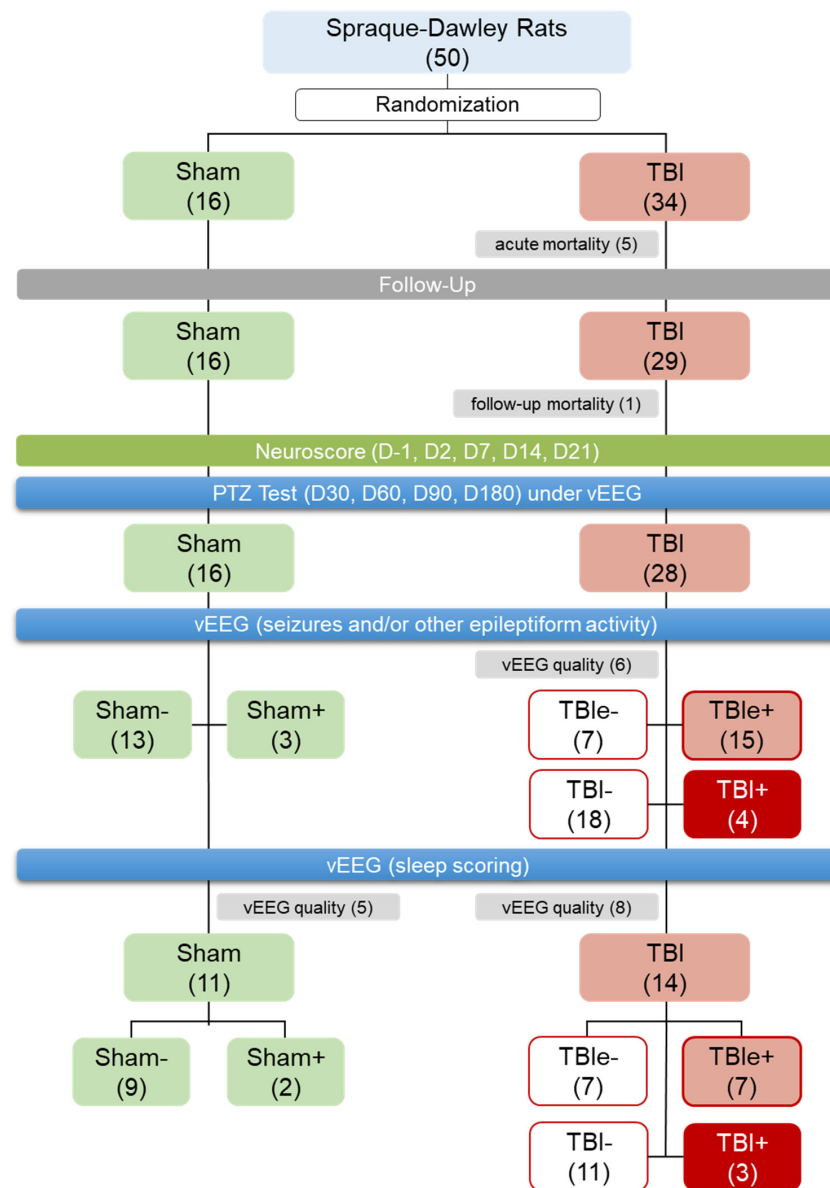 Spraque-Dawley Rats
(50)
Randomization
Sham
(16)
TBI
(34)
acute mortality (5)
Follow-Up
Sham
(16)
TBI
(29)
follow-up mortality (1)
Neuroscore (D-1, D2, D7, D14, D21)
PTZ Test (D30, D60, D90, D180) under vEEG
Sham
(16)
TBI
(28)
vEEG (seizures and/or other epileptiform activity)
vEEG quality (6)
Sham-
(13)
Sham+
(3)
TBIe-
(7)
TBIe+
(15)
TBI-
(18)
TBI+
(4)
vEEG (sleep scoring)
vEEG quality (5)
vEEG quality (8)
Sham
(11)
TBI
(14)
Sham-
(9)
Sham+
(2)
TBIe-
(7)
TBIe+
(7)
TBI-
(11)
TBI+
(3)